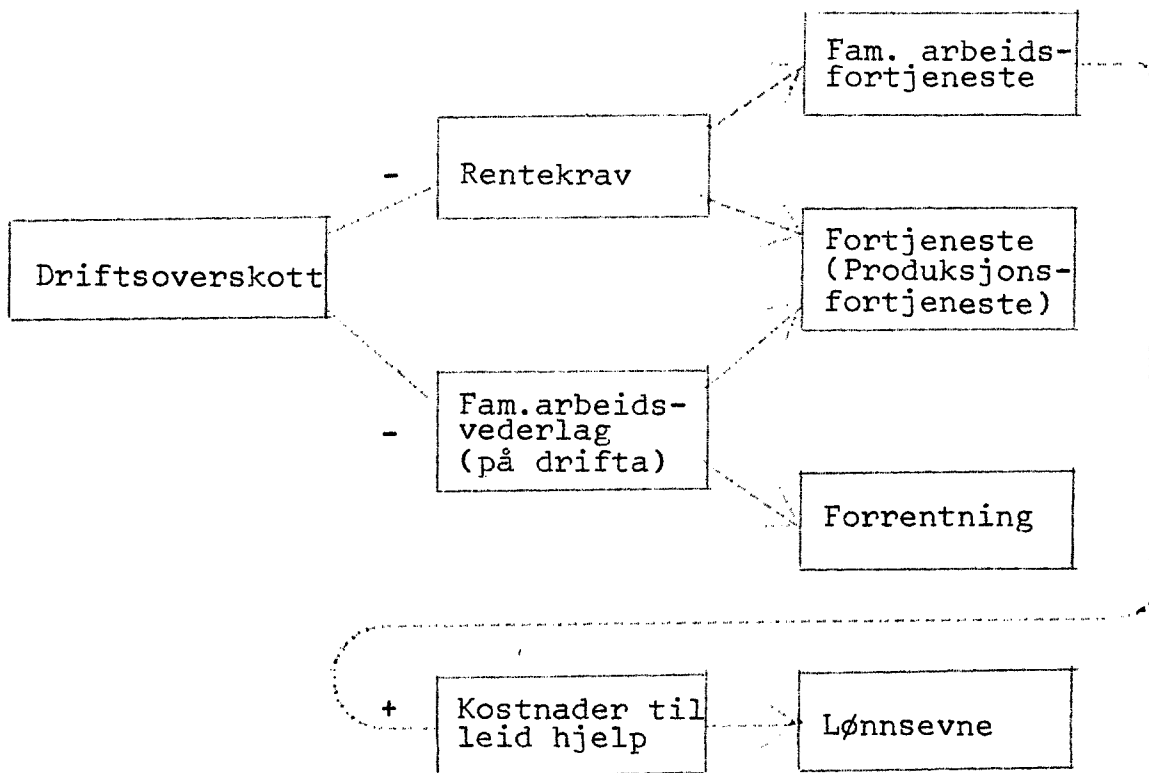 Fam. arbeids-
fortjeneste
-
Rentekrav
Fortjeneste
(Produksjons-
fortjeneste)
Driftsoverskott
-
Fam.arbeids-
vederlag
(på drifta)
Forrentning
+
Kostnader til
leid hjelp
Lønnsevne